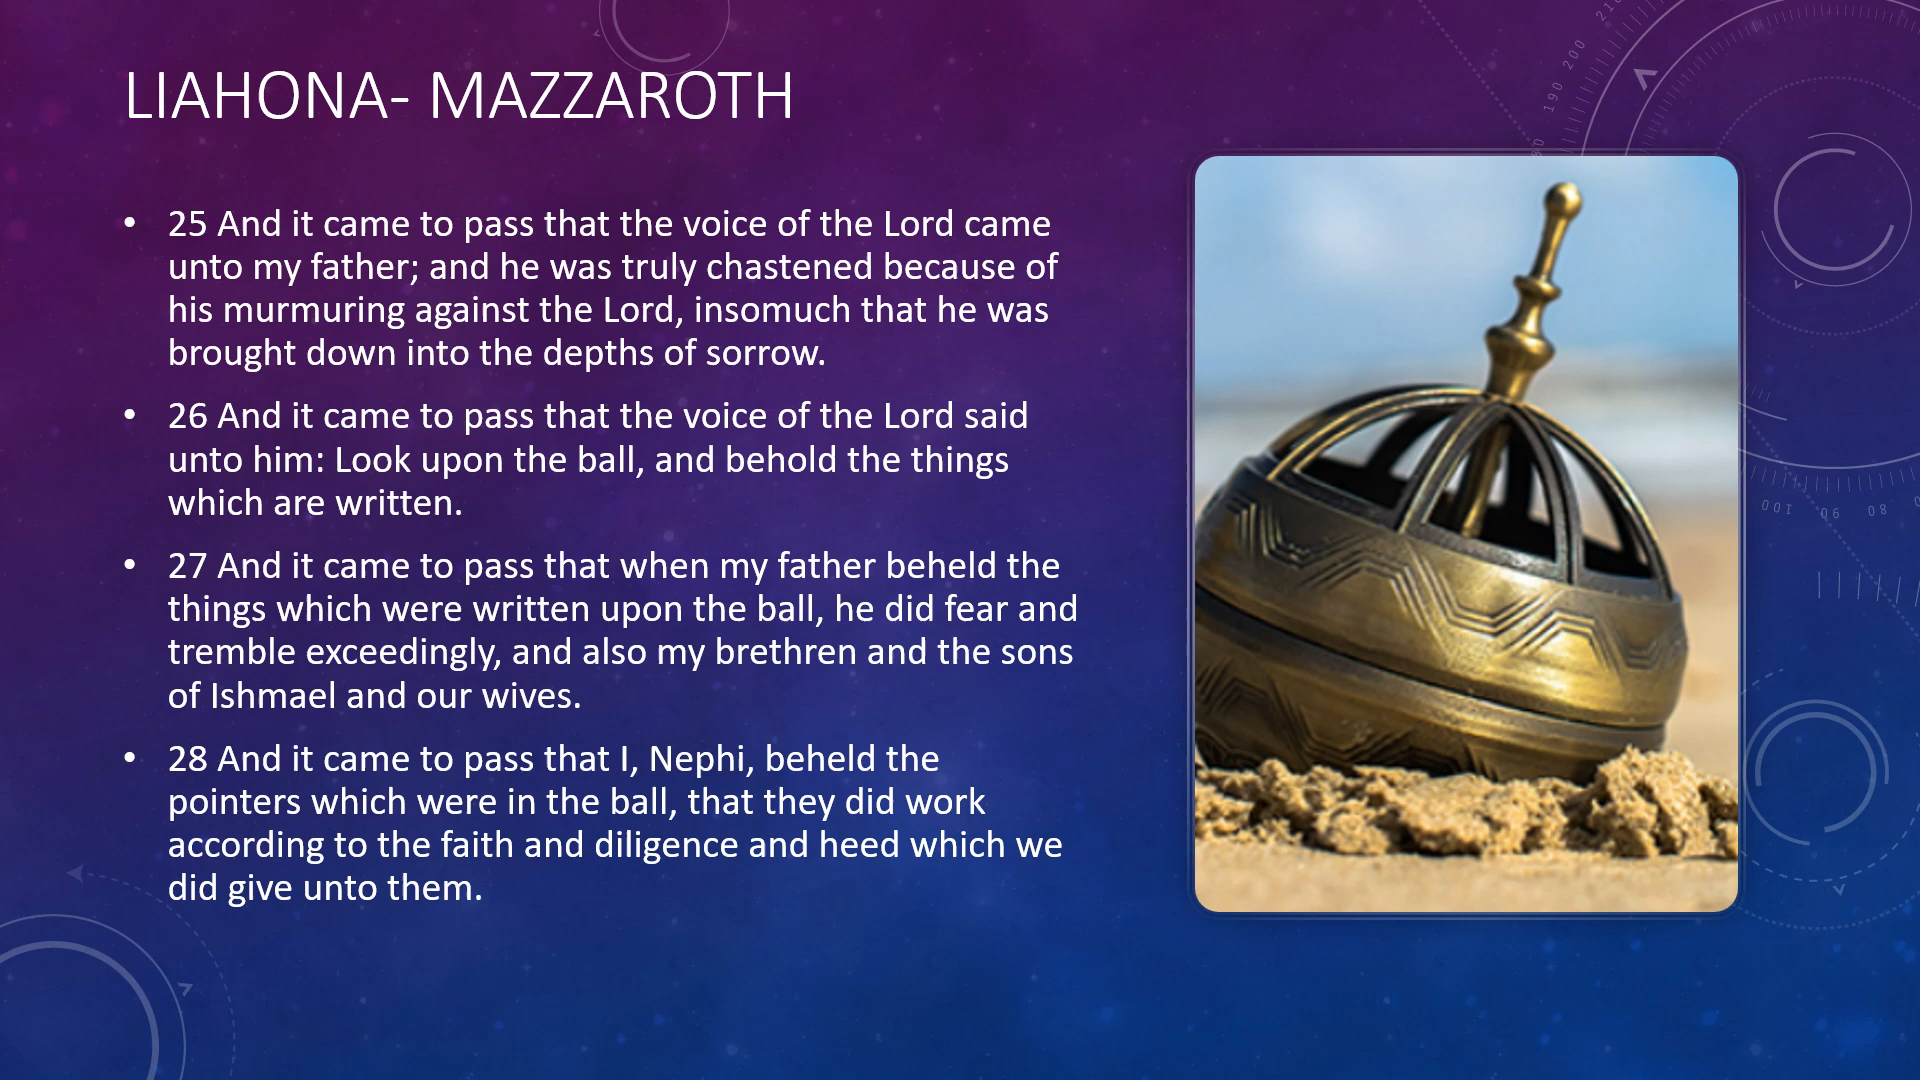 LIAHONA- MAZZAROTH
• 25 And it came to pass that the voice of the Lord came
unto my father; and he was truly chastened because of
his murmuring against the Lord, insomuch that he was
brought down into the depths of sorrow.
• 26 And it came to pass that the voice of the Lord said
unto him: Look upon the ball, and behold the things
which are written.
• 27 And it came to pass that when my father beheld the
things which were written upon the ball, he did fear and
tremble exceedingly, and also my brethren and the sons
of Ishmael and our wives.
• 28 And it came to pass that I, Nephi, beheld the
pointers which were in the ball, that they did work
according to the faith and diligence and heed which we
did give unto them.
190 200
100 90 80